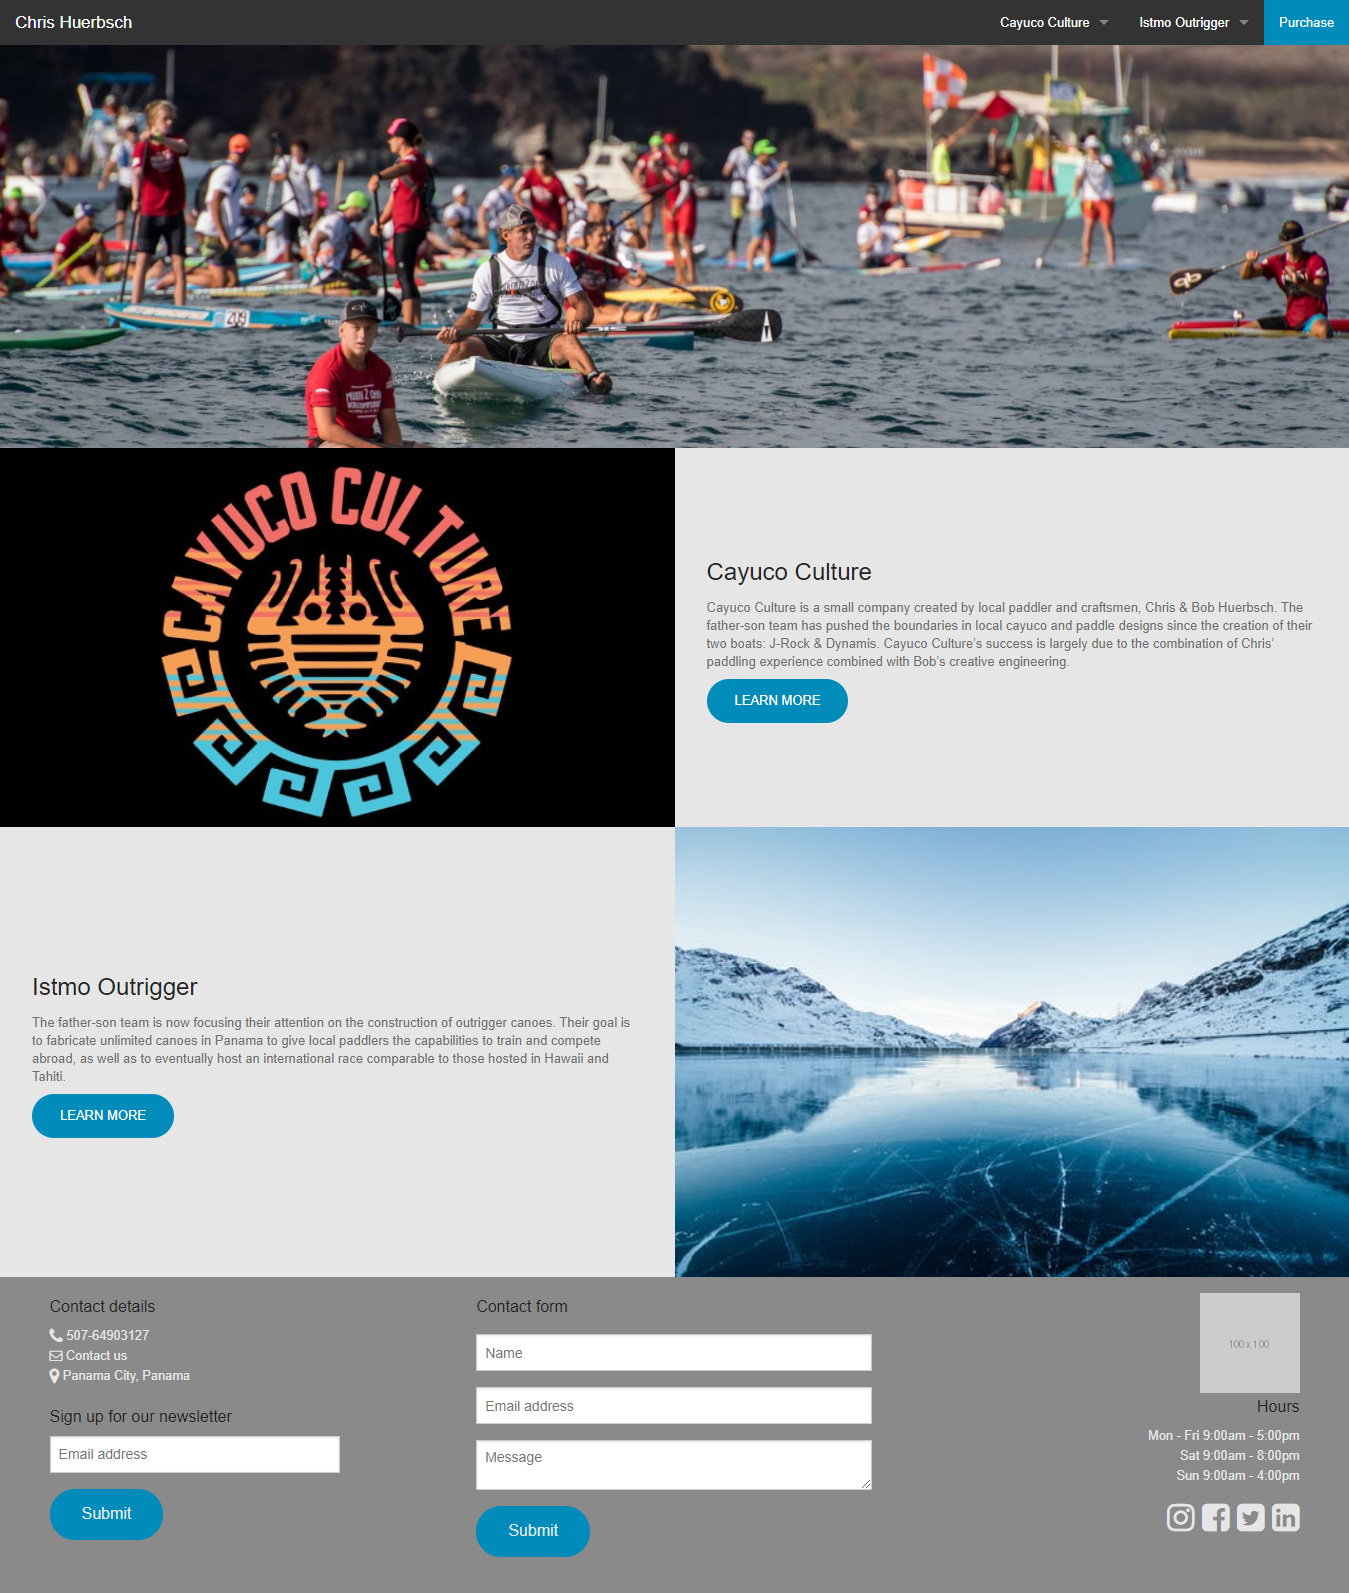 Chris Huerbsch
Cayuco Culture
Istmo Outrigger
Purchase
209
CAYUCO CULTURE
Cayuco Culture
Cayuco Culture is a small company created by local paddler and craftsmen, Chris & Bob Huerbsch. The
father-son team has pushed the boundaries in local cayuco and paddle designs since the creation of their
two boats: J-Rock & Dynamis. Cayuco Culture’s success is largely due to the combination of Chris’
paddling experience combined with Bob’s creative engineering.
LEARN MORE
Istmo Outrigger
The father-son team is now focusing their attention on the construction of outrigger canoes. Their goal is
to fabricate unlimited canoes in Panama to give local paddlers the capabilities to train and compete
abroad, as well as to eventually host an international race comparable to those hosted in Hawaii and
Tahiti.
LEARN MORE
Contact details
507-64903127
Contact us
Panama City, Panama
Sign up for our newsletter
Email address
Submit
Contact form
Name
Email address
Message
Submit
100 x 100
Hours
Mon - Fri 9:00am - 5:00pm
Sat 9:00am - 8:00pm
Sun 9:00am - 4:00pm